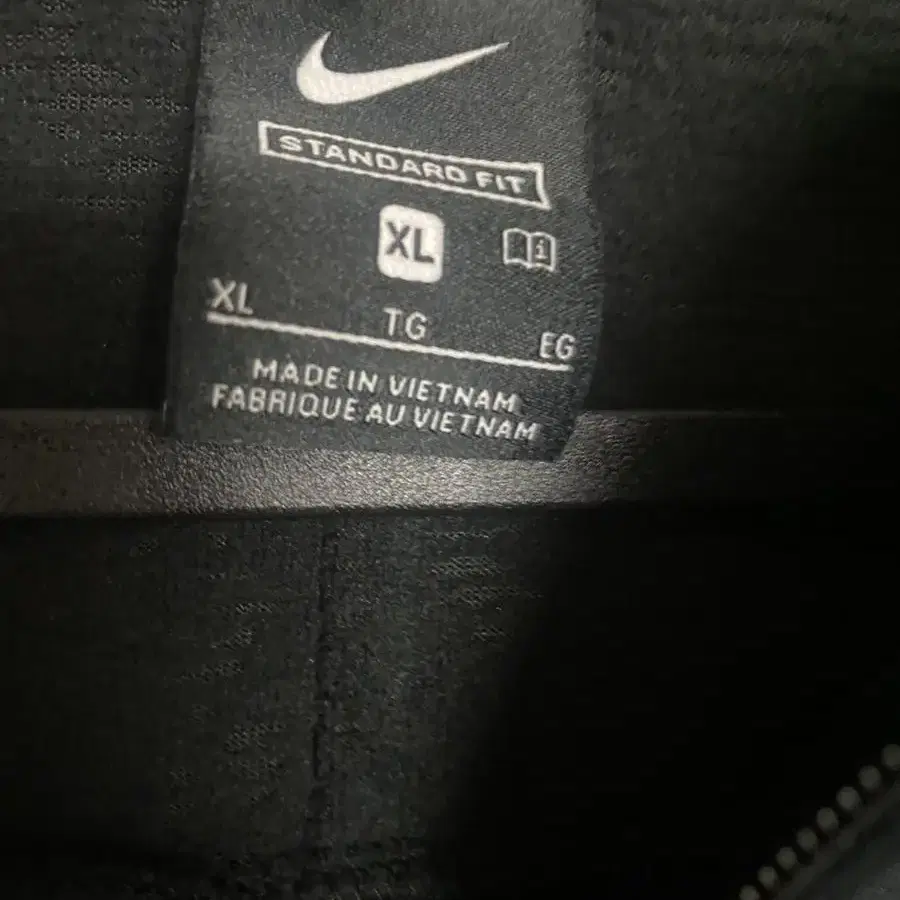 STANDARD FIT
XL
XL TG EG
MADE IN VIETNAM
FABRIQUE AU VIETNAM